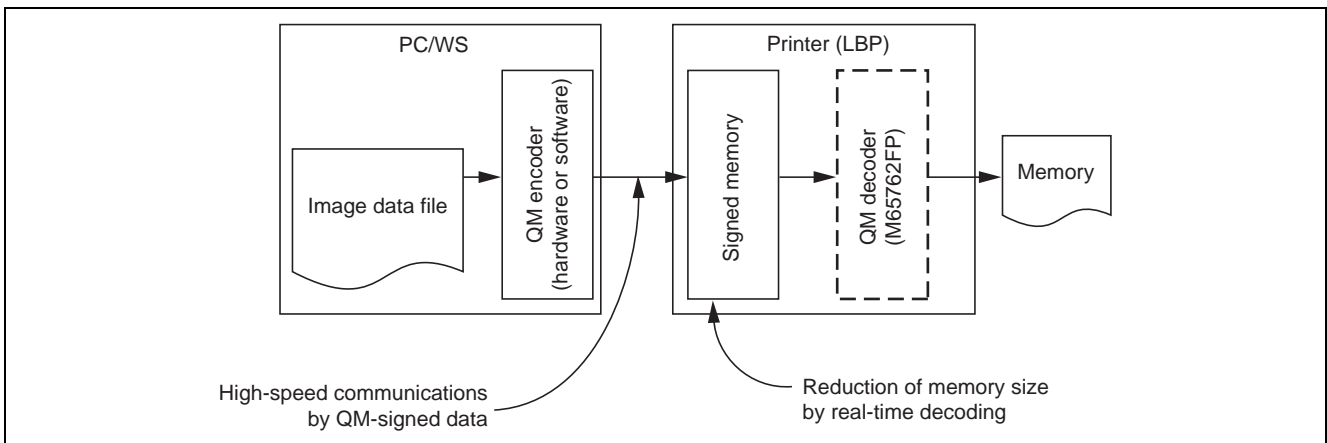 PC/WS
Printer (LBP)
Image data file
QM encoder
(hardware or software)
Signed memory
QM decoder
(M65762FP)
Memory
High-speed communications
by QM-signed data
Reduction of memory size
by real-time decoding